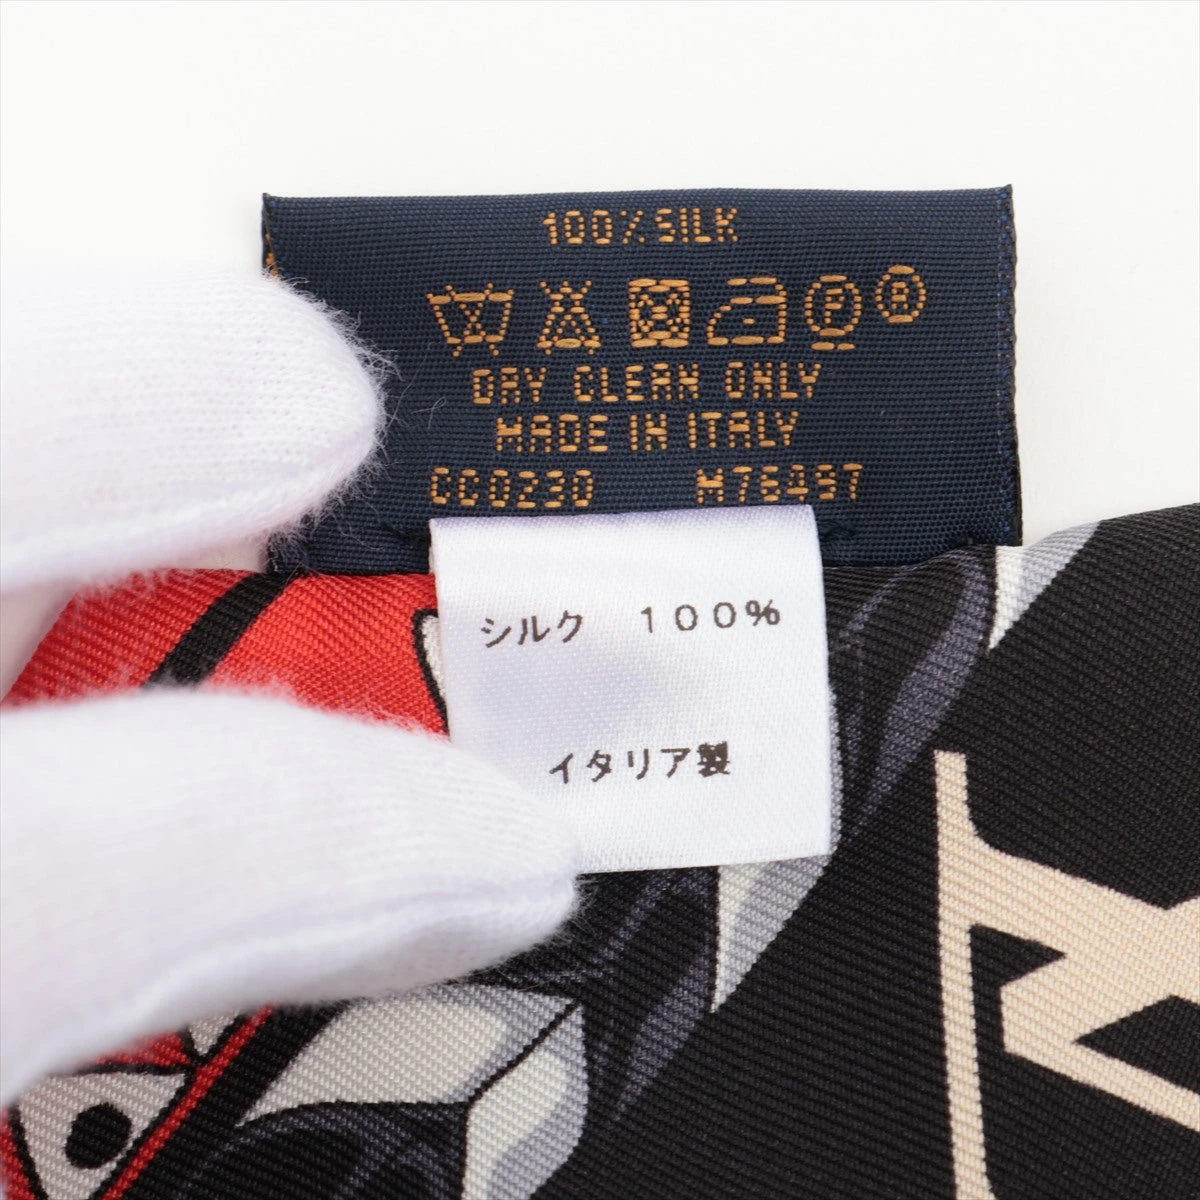 100% SILK
P R
DRY CLEAN ONLY
MADE IN ITALY
CC0230 M76497
シルク 100%
イタリア製